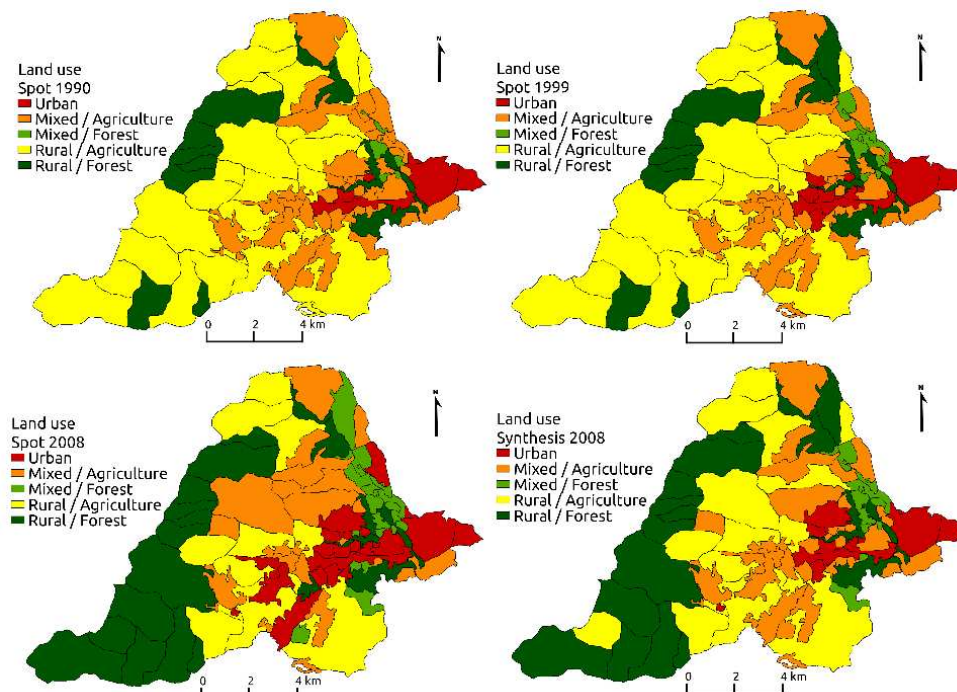 N
Land use
Spot 1990
Urban
Mixed / Agriculture
Mixed / Forest
Rural / Agriculture
Rural / Forest
0 2 4 km
N
Land use
Spot 1999
Urban
Mixed / Agriculture
Mixed / Forest
Rural / Agriculture
Rural / Forest
0 2 4 km
N
Land use
Spot 2008
Urban
Mixed / Agriculture
Mixed / Forest
Rural / Agriculture
Rural / Forest
0 2 4 km
N
Land use
Synthesis 2008
Urban
Mixed / Agriculture
Mixed / Forest
Rural / Agriculture
Rural / Forest
0 2 4 km